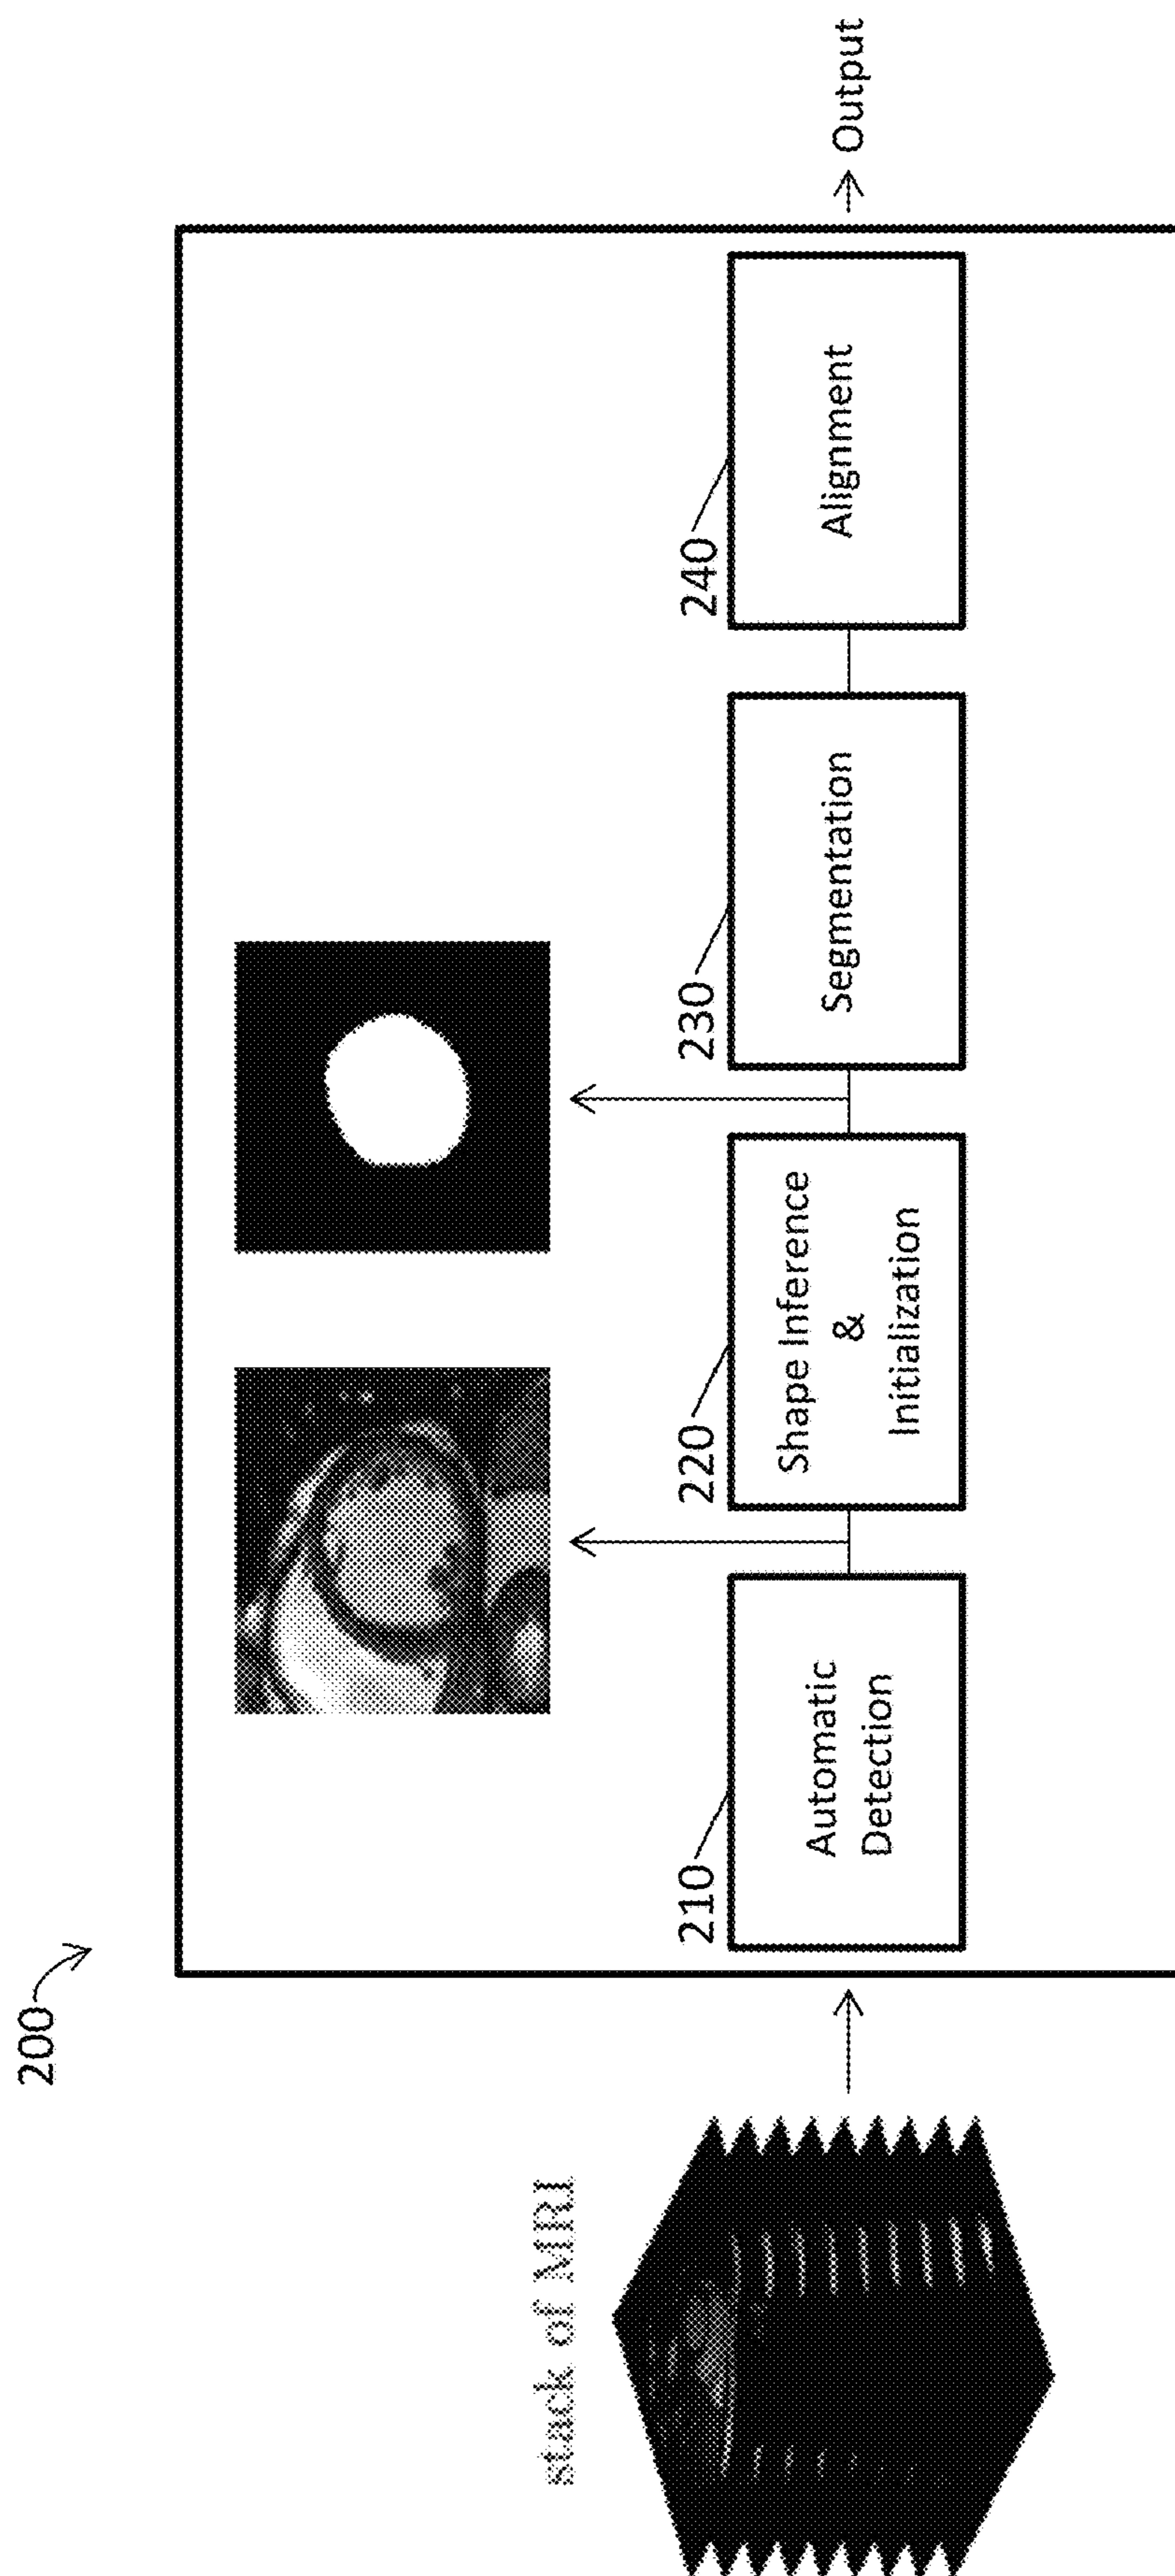 200
stack of MRI
210
Automatic
Detection
220
Shape Inference
&
Initialization
230
Segmentation
240
Alignment
Output